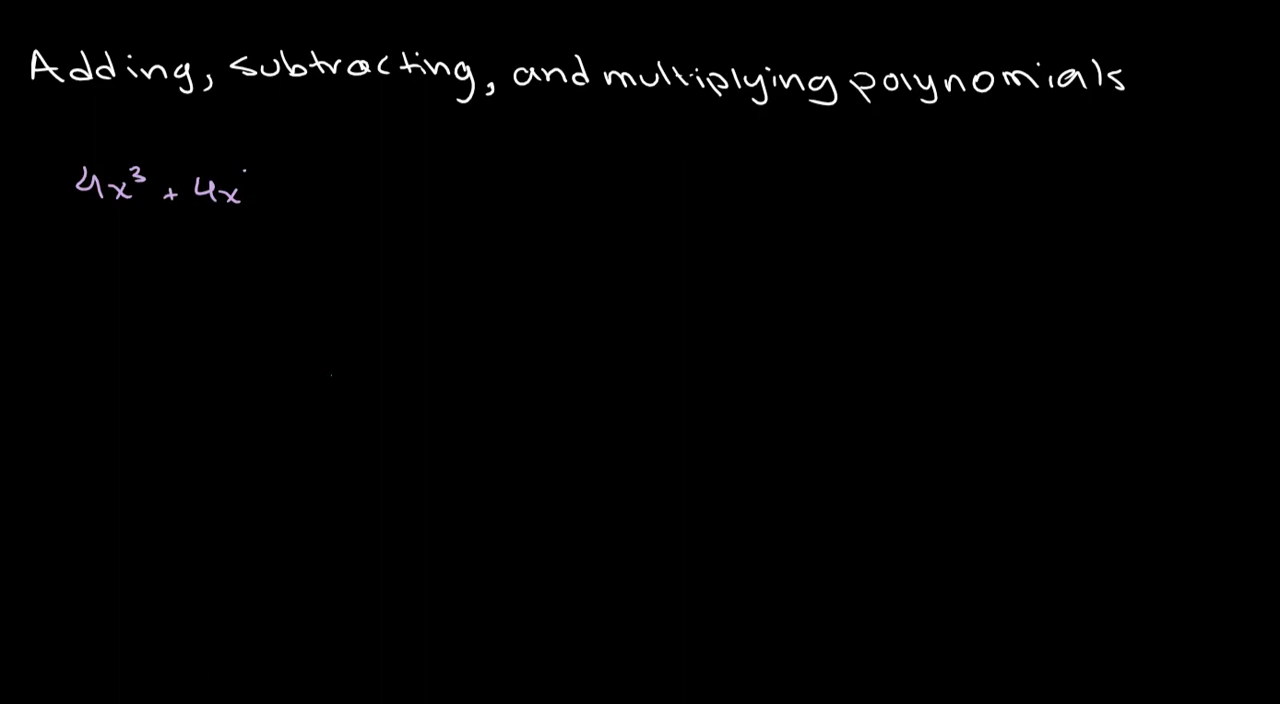 Adding, subtracting, and multiplying polynomials
4x³ + 4x